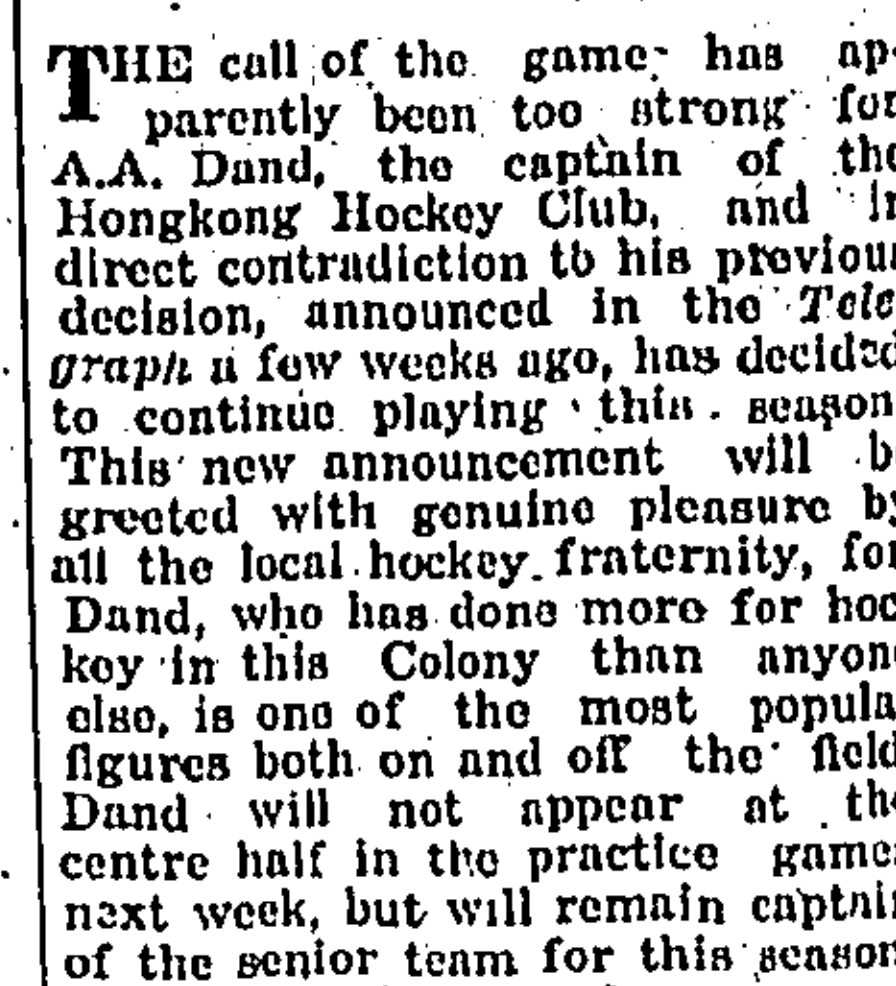 THE call of the game has ap-
parently been too strong for
A.A. Dand, the captain of the
Hongkong Hockey Club, and in
direct contradiction to his previou
decision, announced in the Tele
graph a few weeks ago, has decided
to continue playing this season
This new announcement will b
greeted with genuine pleasure by
all the local hockey fraternity, for
Dand, who has done more for hoc
key in this Colony than anyon
else, is one of the most popula
figures both on and off the field
Dand will not appear at the
centre half in the practice game
next week, but will remain captain
of the senior team for this season